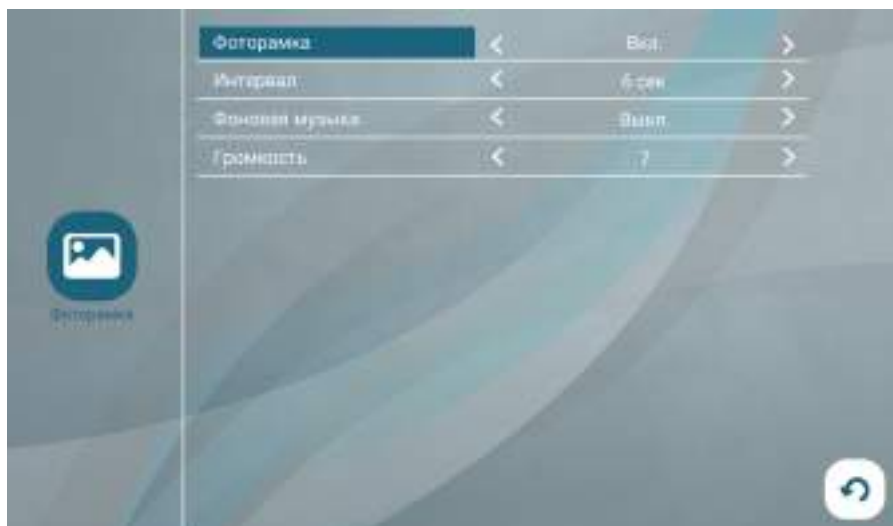 Фоторамка Вкл.
Интервал 6 сек
Фоновая музыка Выкл.
Громкость 7
Фоторамка